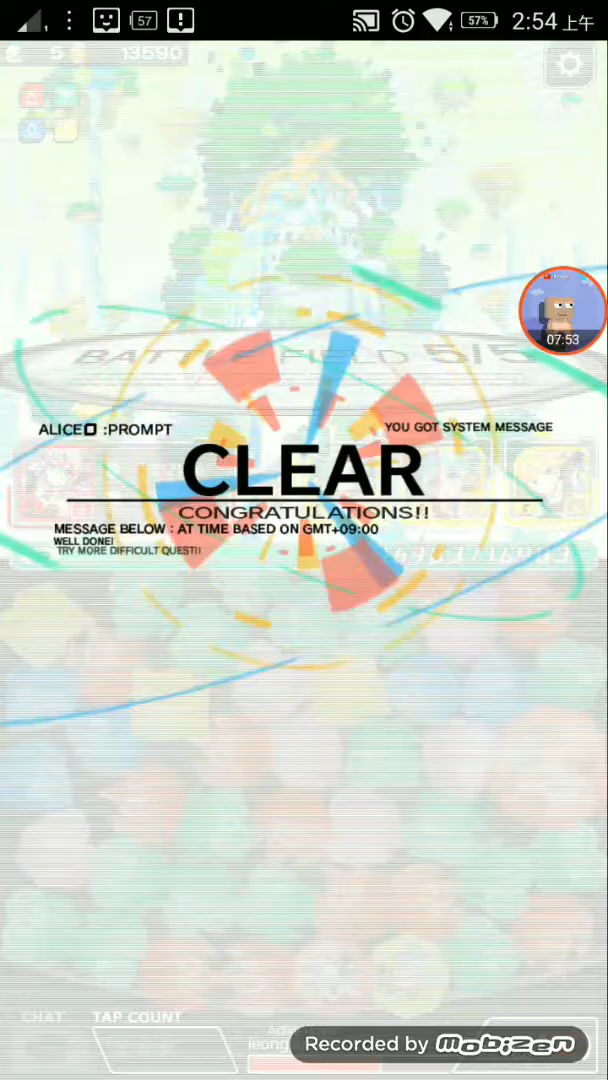 57
57%
2:54 上午
5
13590
07:53
BATTLE FIELD 5/5
ALICE :PROMPT
YOU GOT SYSTEM MESSAGE
CLEAR
CONGRATULATIONS!!
MESSAGE BELOW : AT TIME BASED ON GMT+09:00
WELL DONE!
TRY MORE DIFFICULT QUEST!!
CHAT
TAP COUNT
Recorded by mobizen